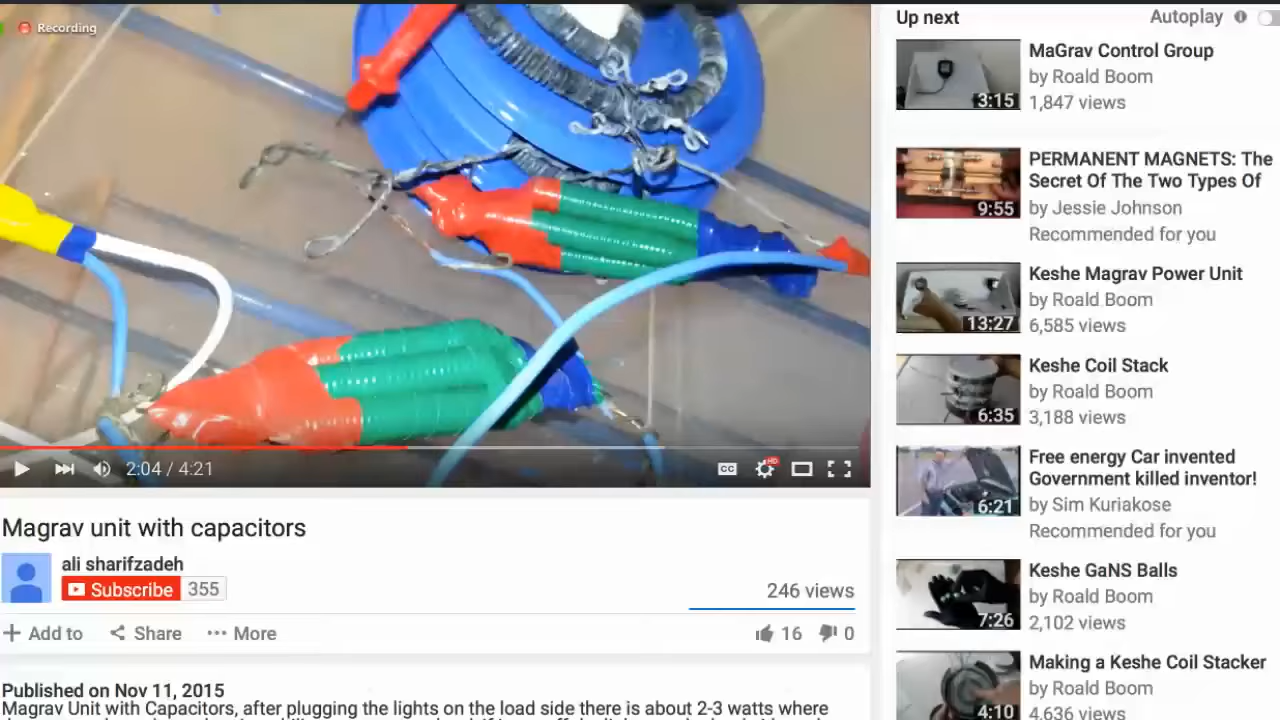 Recording
2:04 / 4:21
CC
HD
Magrav unit with capacitors
ali sharifzadeh
Subscribe 355
246 views
Add to Share More
16 0
Published on Nov 11, 2015
Magrav Unit with Capacitors, after plugging the lights on the load side there is about 2-3 watts where
Up next
Autoplay
3:15
MaGrav Control Group
by Roald Boom
1,847 views
9:55
PERMANENT MAGNETS: The
Secret Of The Two Types Of
by Jessie Johnson
Recommended for you
13:27
Keshe Magrav Power Unit
by Roald Boom
6,585 views
6:35
Keshe Coil Stack
by Roald Boom
3,188 views
6:21
Free energy Car invented
Government killed inventor!
by Sim Kuriakose
Recommended for you
7:26
Keshe GaNS Balls
by Roald Boom
2,102 views
4:10
Making a Keshe Coil Stacker
by Roald Boom
4,636 views